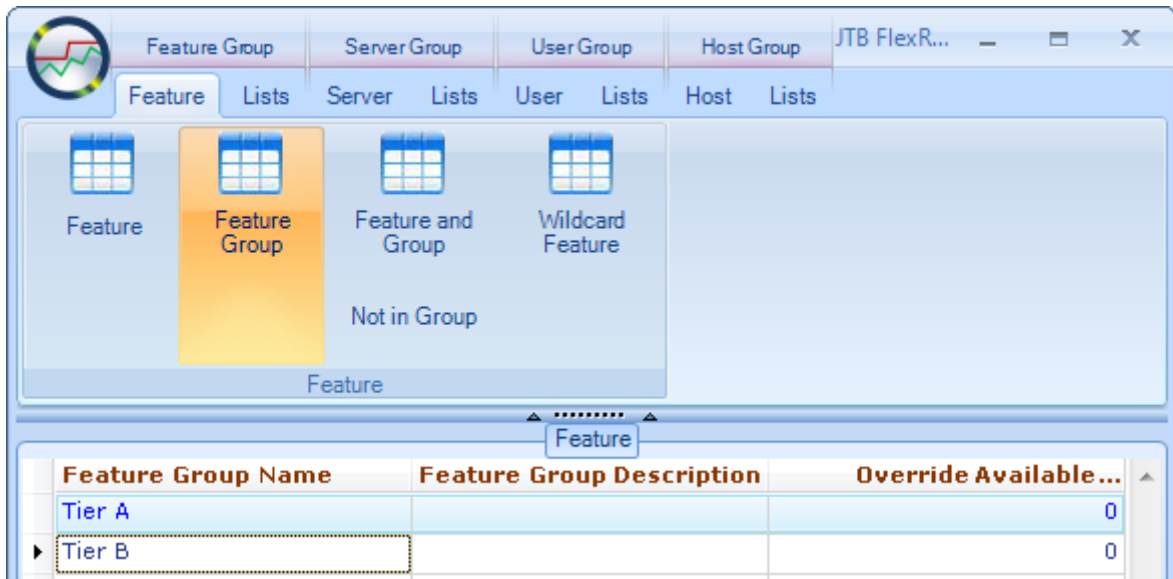 Feature Group Server Group User Group Host Group JTB FlexR...
Feature Lists Server Lists User Lists Host Lists
Feature
Feature Group
Feature and Group
Wildcard Feature
Not in Group
Feature
Feature
Feature Group Name Feature Group Description Override Available...
Tier A 0
Tier B 0